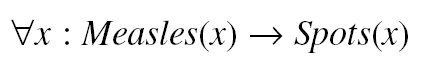 ∀x : Measles(x) → Spots(x)